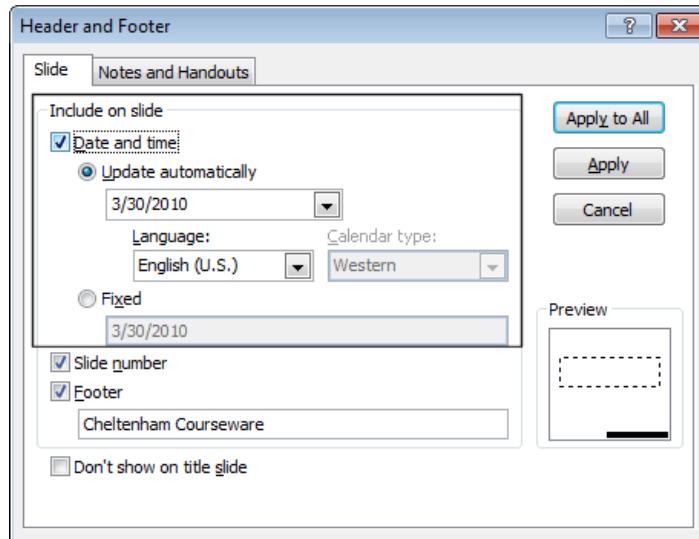 Header and Footer
Slide
Notes and Handouts
Include on slide
Date and time
Update automatically
3/30/2010
Language:
Calendar type:
English (U.S.)
Western
Fixed
3/30/2010
Slide number
Footer
Cheltenham Courseware
Don't show on title slide
Apply to All
Apply
Cancel
Preview